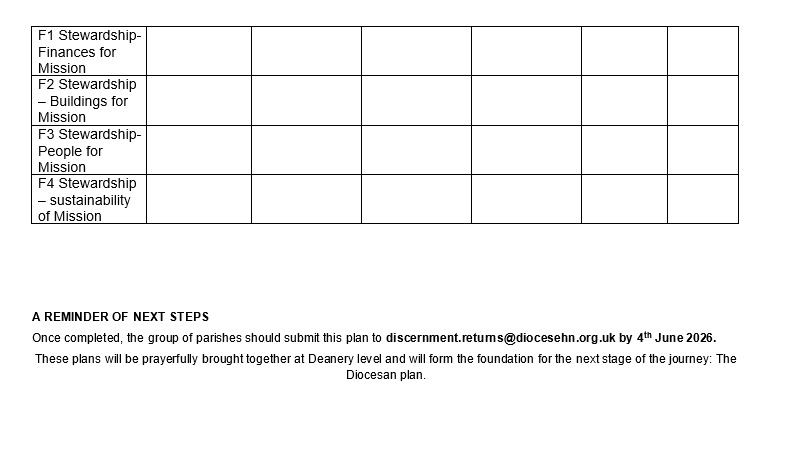 F1 Stewardship-
Finances for
Mission
F2 Stewardship
– Buildings for
Mission
F3 Stewardship-
People for
Mission
F4 Stewardship
– sustainability
of Mission
A REMINDER OF NEXT STEPS
Once completed, the group of parishes should submit this plan to discernment.returns@diocesehn.org.uk by 4th June 2026.
These plans will be prayerfully brought together at Deanery level and will form the foundation for the next stage of the journey: The
Diocesan plan.